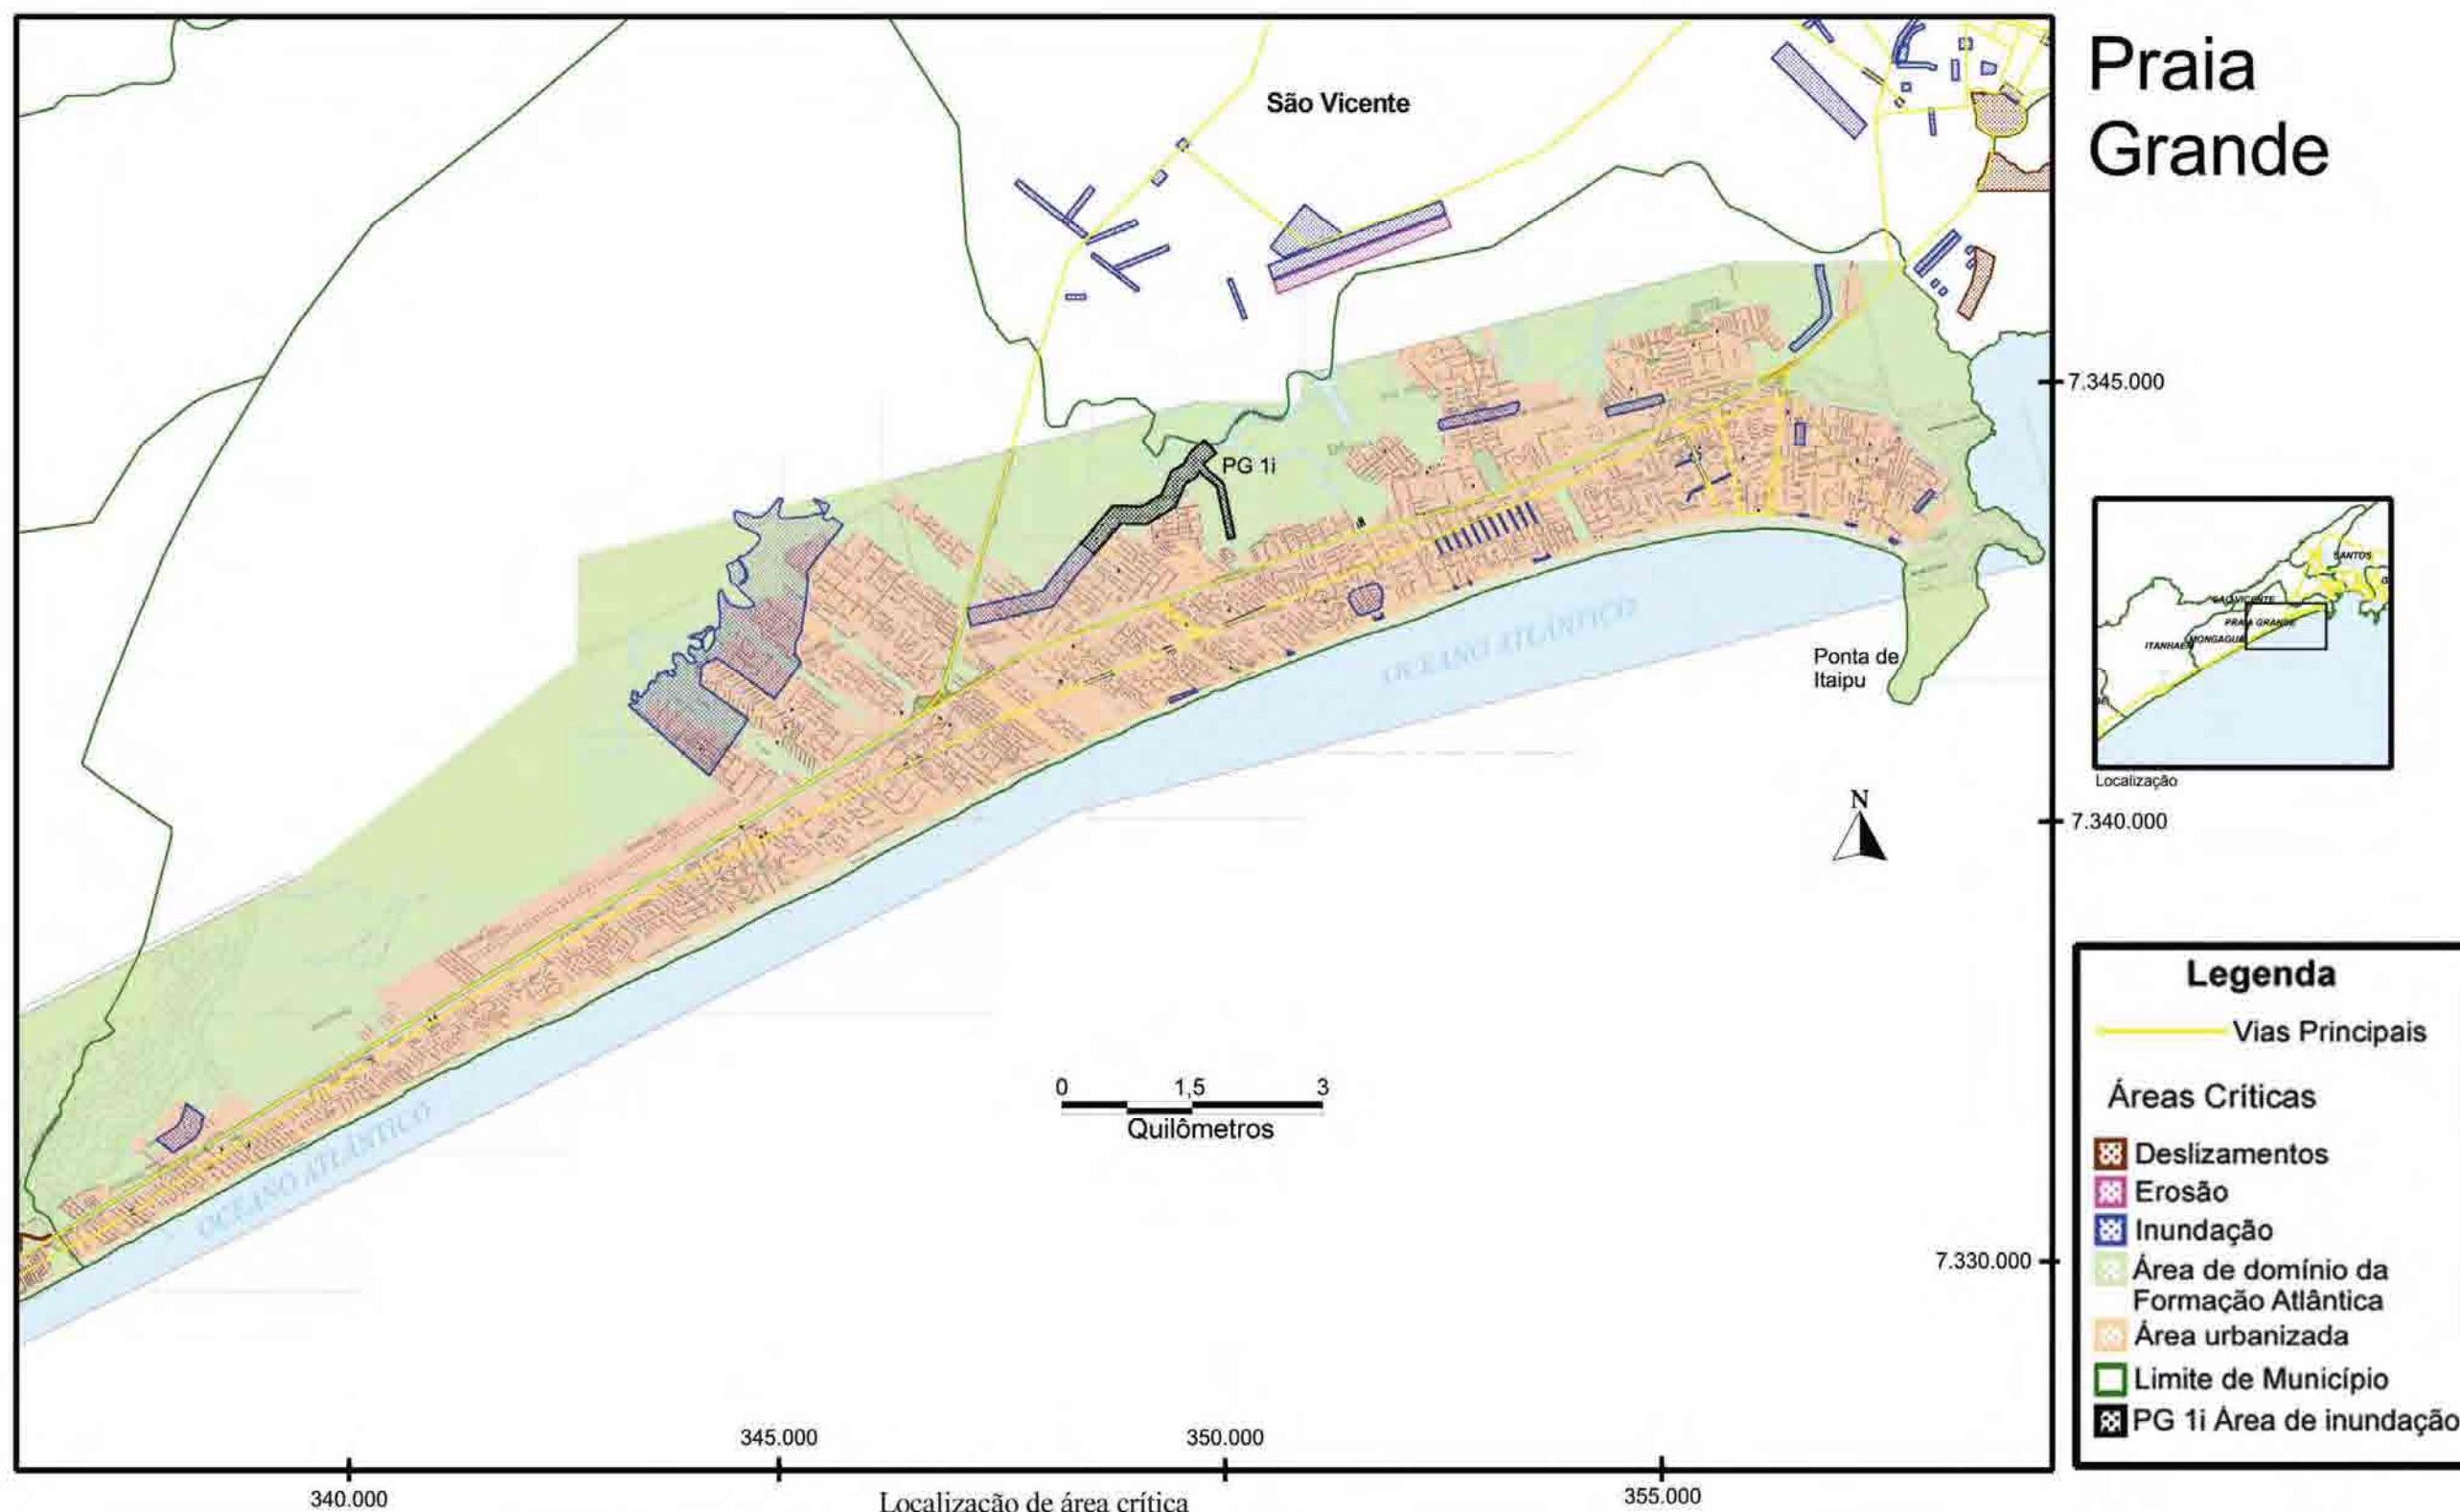 Praia
Grande
São Vicente
7.345.000
PG 1i
OCEANO ATLÂNTICO
Ponta de
Itaipu
SANTOS
SÃO VICENTE
PRAIA GRANDE
MONGAGUÁ
ITANHAÉM
Localização
N
7.340.000
OCEANO ATLÂNTICO
0 1,5 3
Quilômetros
7.330.000
Legenda
Vias Principais
Áreas Críticas
Deslizamentos
Erosão
Inundação
Área de domínio da
Formação Atlântica
Área urbanizada
Limite de Município
PG 1i Área de inundação
345.000
350.000
340.000
355.000
Localização de área crítica